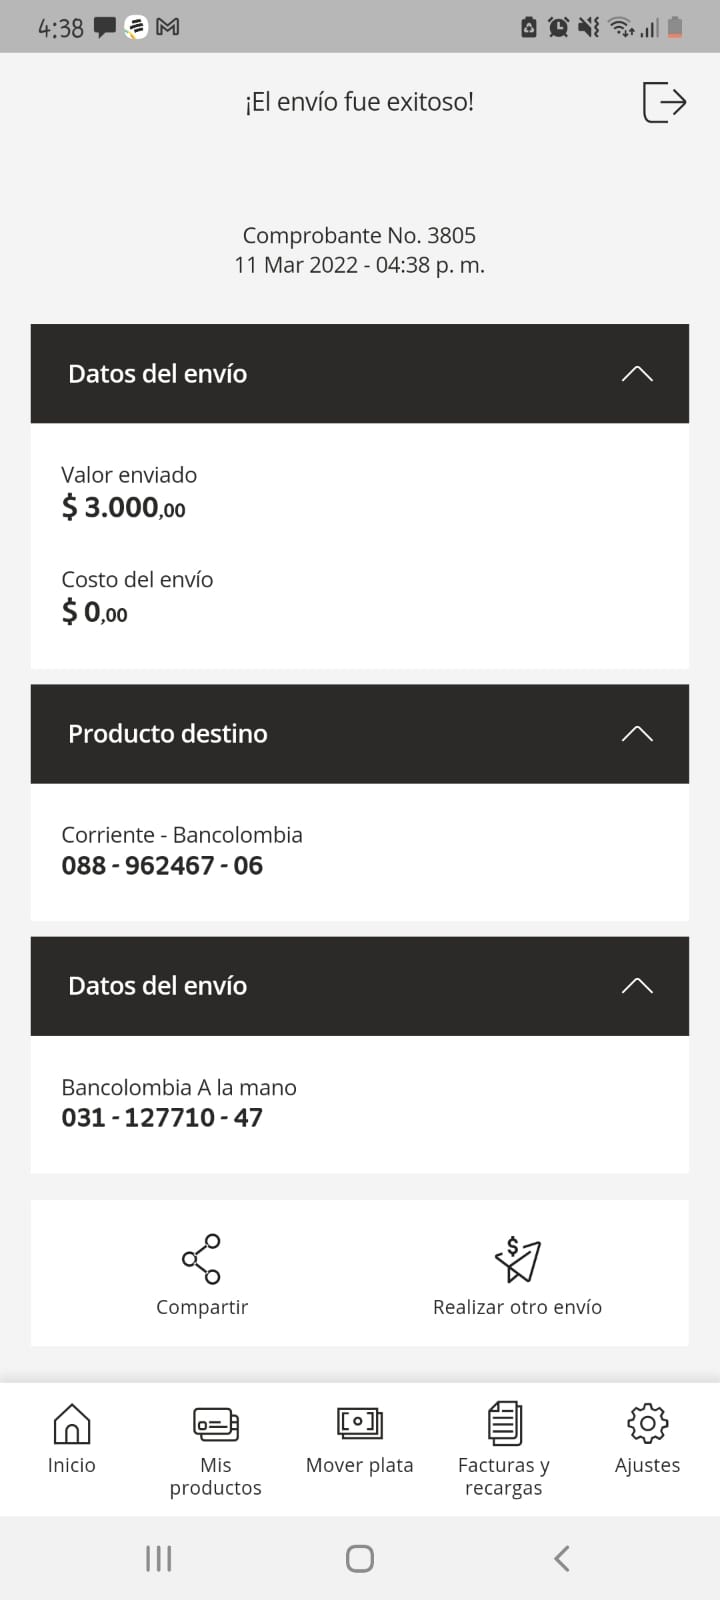 4:38
¡El envío fue exitoso!
Comprobante No. 3805
11 Mar 2022 - 04:38 p. m.
Datos del envío
Valor enviado
$ 3.000,00
Costo del envío
$ 0,00
Producto destino
Corriente - Bancolombia
088 - 962467 - 06
Datos del envío
Bancolombia A la mano
031 - 127710 - 47
Compartir
Realizar otro envío
Inicio
Mis
productos
Mover plata
Facturas y
recargas
Ajustes